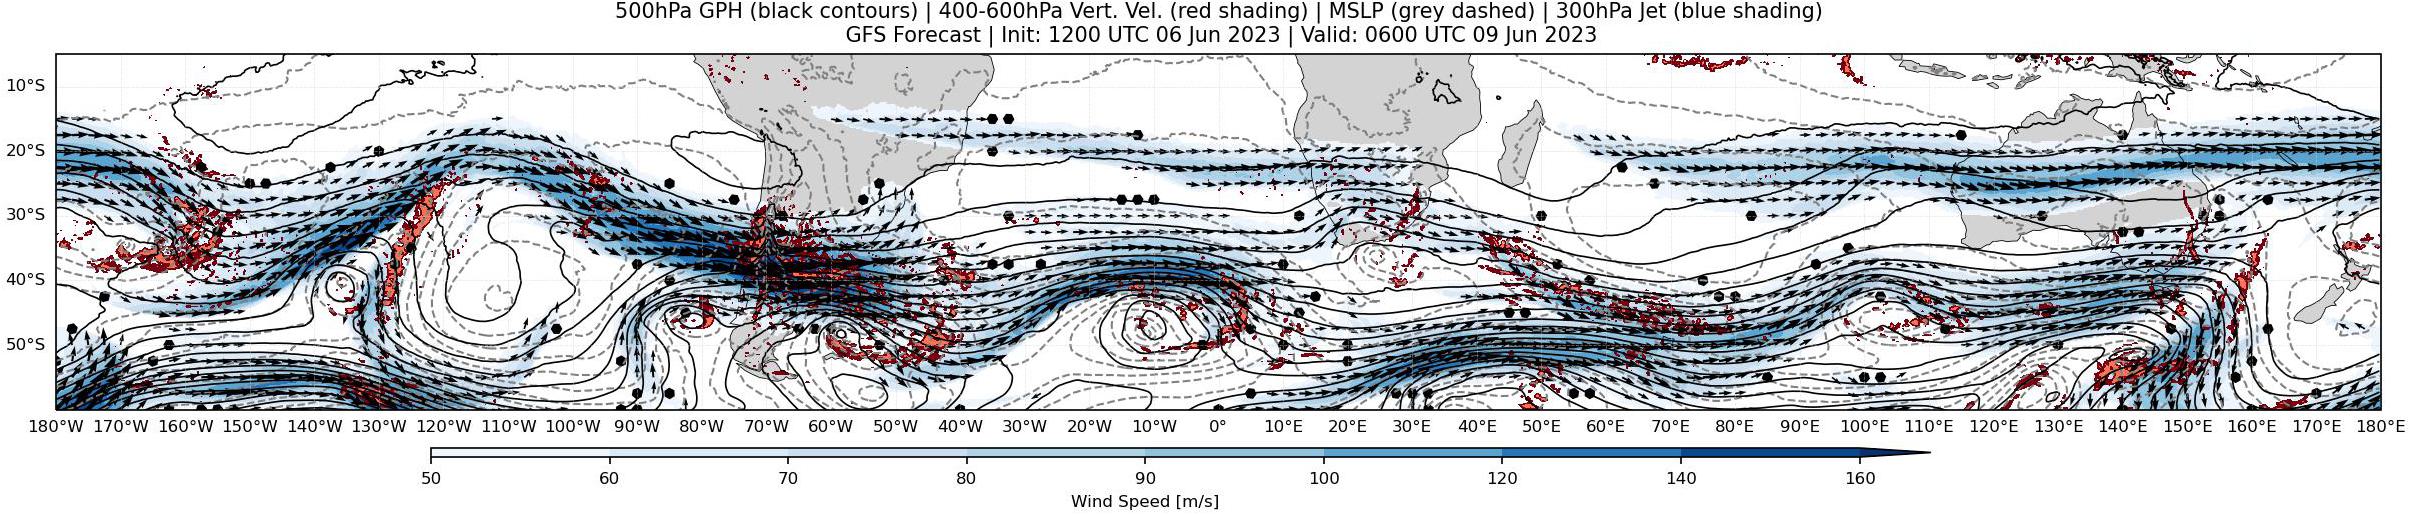 500hPa GPH (black contours) | 400-600hPa Vert. Vel. (red shading) | MSLP (grey dashed) | 300hPa Jet (blue shading)
GFS Forecast | Init: 1200 UTC 06 Jun 2023 | Valid: 0600 UTC 09 Jun 2023
10°S
20°S
30°S
40°S
50°S
180°W 170°W 160°W 150°W 140°W 130°W 120°W 110°W 100°W 90°W 80°W 70°W 60°W 50°W 40°W 30°W 20°W 10°W 0° 10°E 20°E 30°E 40°E 50°E 60°E 70°E 80°E 90°E 100°E 110°E 120°E 130°E 140°E 150°E 160°E 170°E 180°E
50 60 70 80 90 100 120 140 160
Wind Speed [m/s]